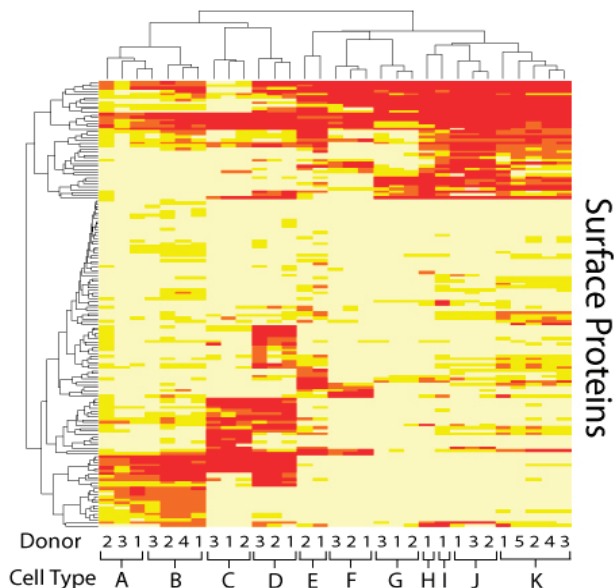 Surface Proteins
Donor 2 3 1 3 2 4 1 3 1 2 3 2 1 2 1 3 2 1 3 1 2 1 1 1 3 2 1 5 2 4 3
Cell Type A B C D E F G H I J K